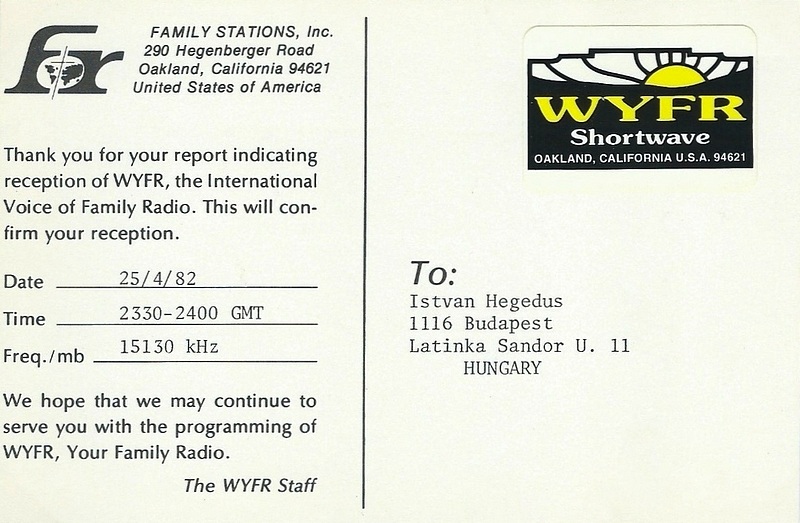 fr
FAMILY STATIONS, Inc.
290 Hegenberger Road
Oakland, California 94621
United States of America
Thank you for your report indicating
reception of WYFR, the International
Voice of Family Radio. This will con-
firm your reception.
Date 25/4/82
Time 2330-2400 GMT
Freq./mb 15130 kHz
We hope that we may continue to
serve you with the programming of
WYFR, Your Family Radio.
The WYFR Staff
WYFR
Shortwave
OAKLAND, CALIFORNIA U.S.A. 94621
To:
Istvan Hegedus
1116 Budapest
Latinka Sandor U. 11
HUNGARY